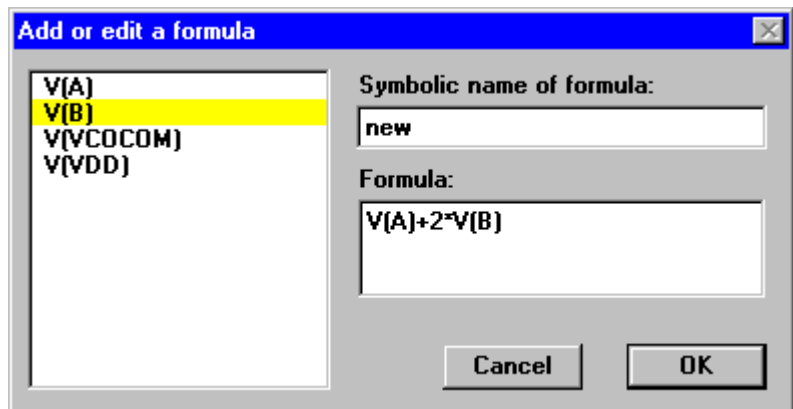 Add or edit a formula
V(A)
V(B)
V(VCOCOM)
V(VDD)
Symbolic name of formula:
new
Formula:
V(A)+2*V(B)
Cancel
OK